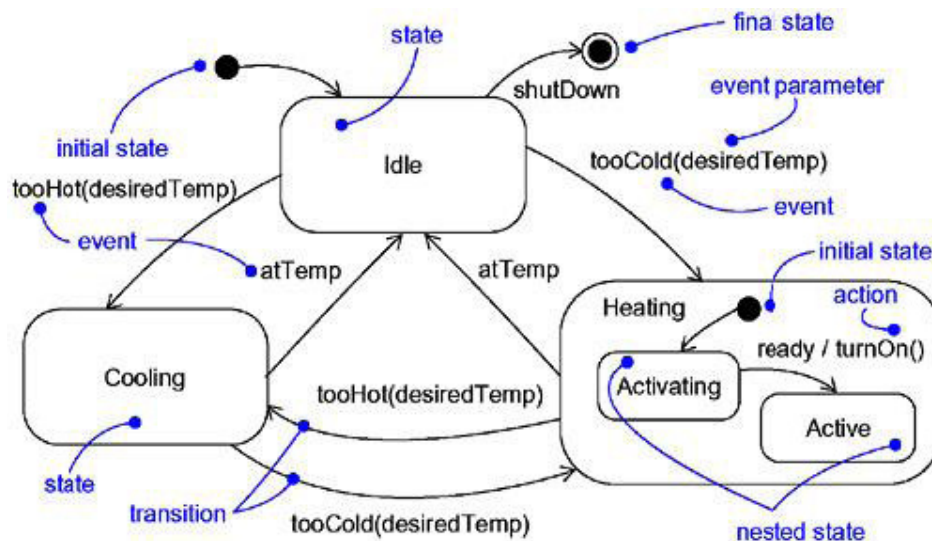 state
fina state
shutDown
event parameter
initial state
Idle
tooCold(desiredTemp)
tooHot(desiredTemp)
event
event
atTemp
atTemp
initial state
Heating
action
ready / turnOn()
Cooling
Activating
tooHot(desiredTemp)
Active
state
transition
tooCold(desiredTemp)
nested state